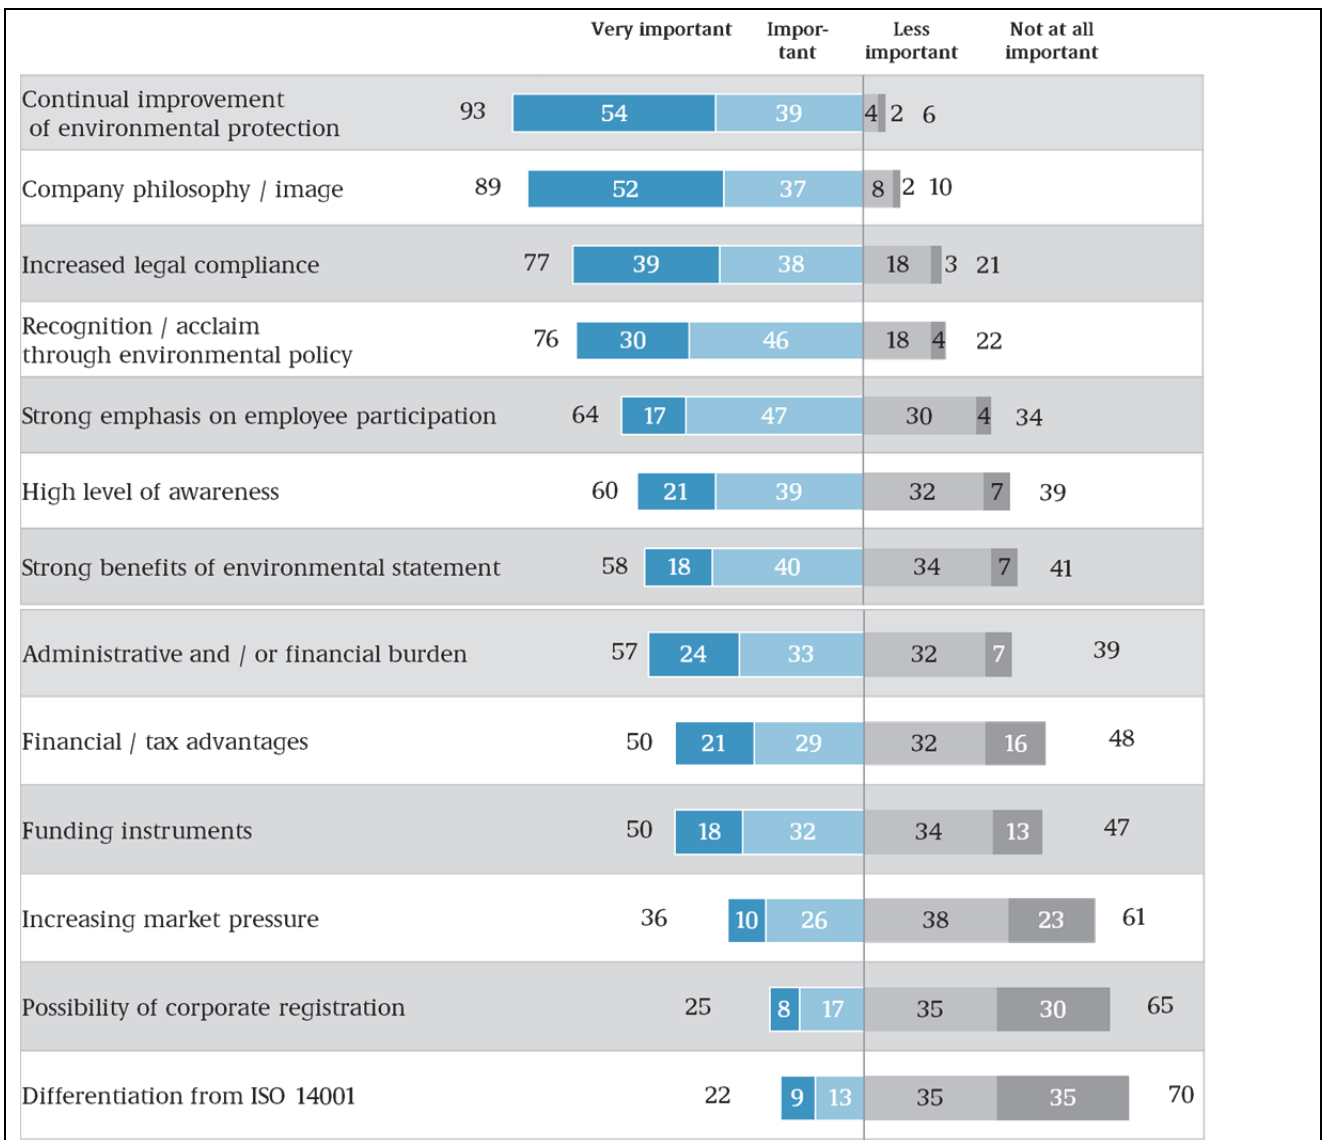 Very important Impor- Less Not at all
tant important important
Continual improvement
of environmental protection
93 54 39 4 2 6
Company philosophy / image 89 52 37 8 2 10
Increased legal compliance 77 39 38 18 3 21
Recognition / acclaim
through environmental policy
76 30 46 18 4 22
Strong emphasis on employee participation 64 17 47 30 4 34
High level of awareness 60 21 39 32 7 39
Strong benefits of environmental statement 58 18 40 34 7 41
Administrative and / or financial burden 57 24 33 32 7 39
Financial / tax advantages 50 21 29 32 16 48
Funding instruments 50 18 32 34 13 47
Increasing market pressure 36 10 26 38 23 61
Possibility of corporate registration 25 8 17 35 30 65
Differentiation from ISO 14001 22 9 13 35 35 70